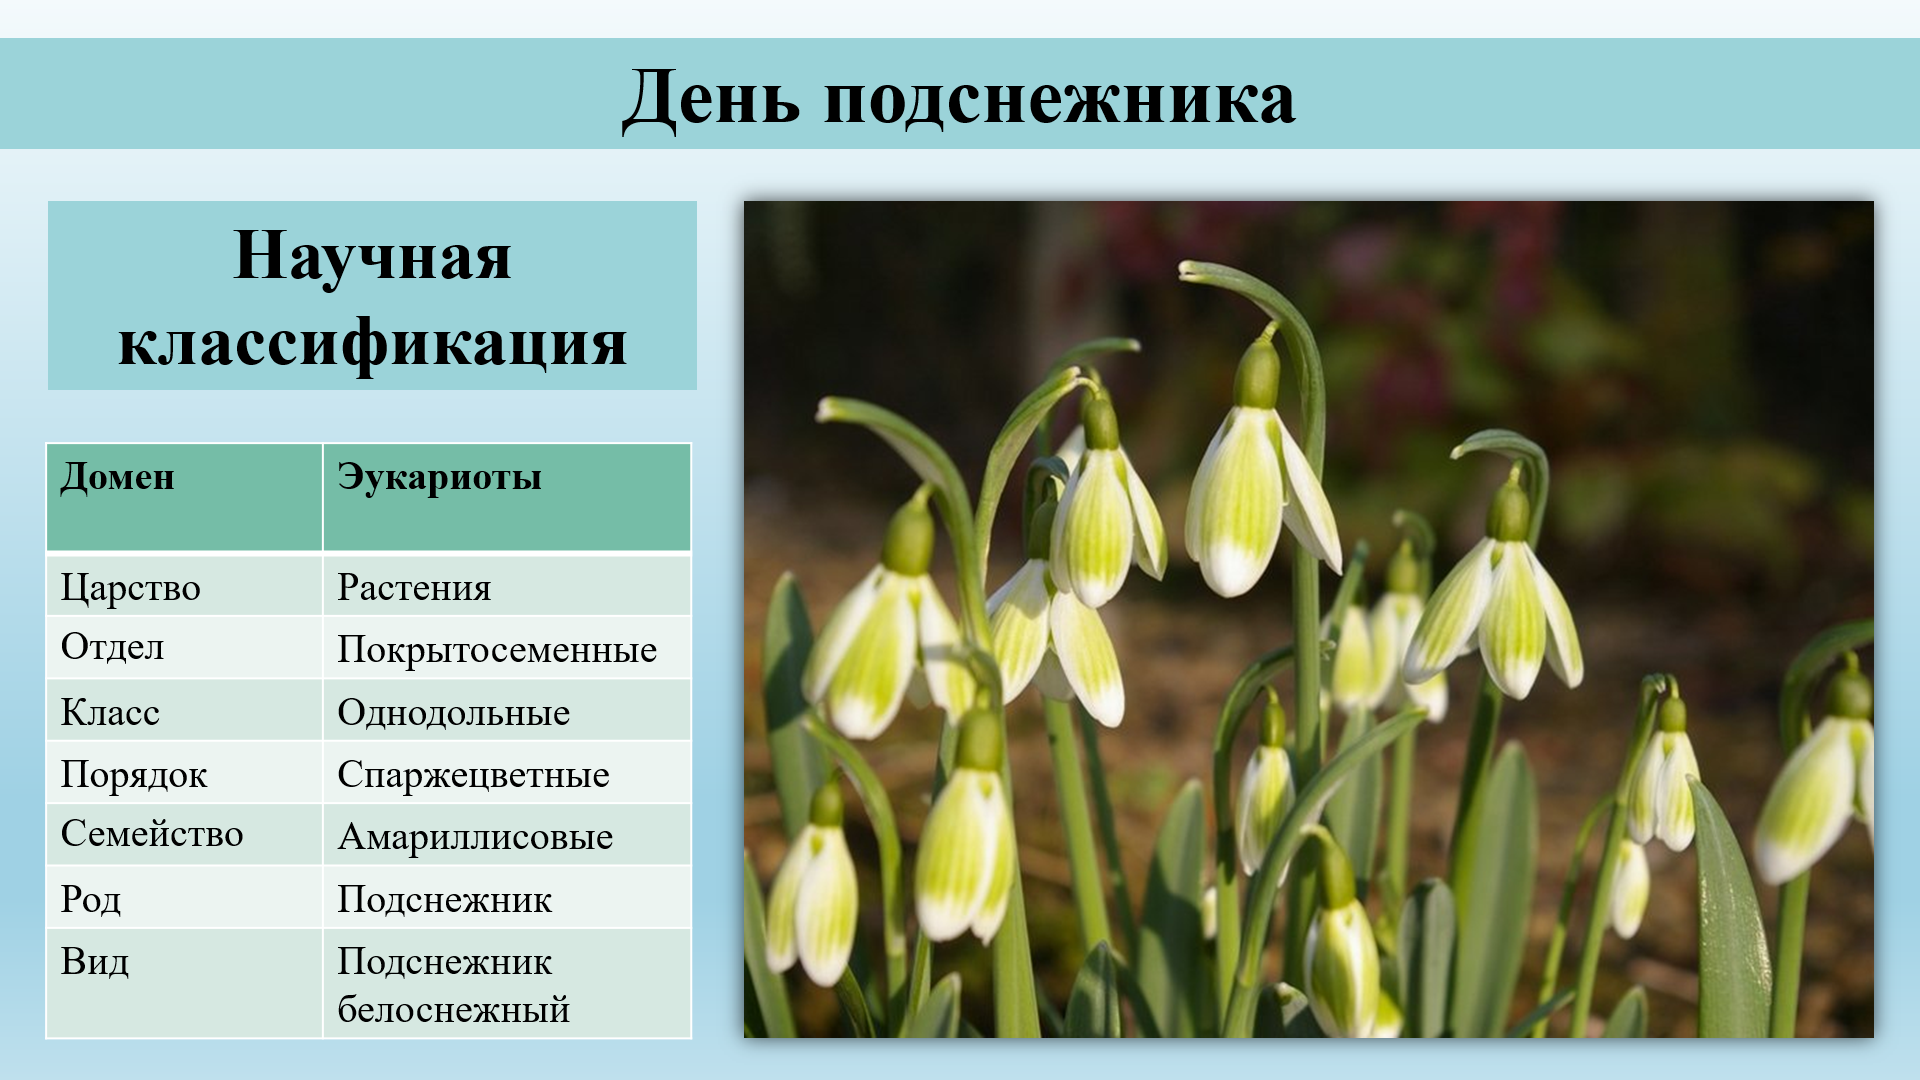 День подснежника
Научная
классификация
Домен Эукариоты
Царство Растения
Отдел Покрытосеменные
Класс Однодольные
Порядок Спаржецветные
Семейство Амариллисовые
Род Подснежник
Вид Подснежник
белоснежный